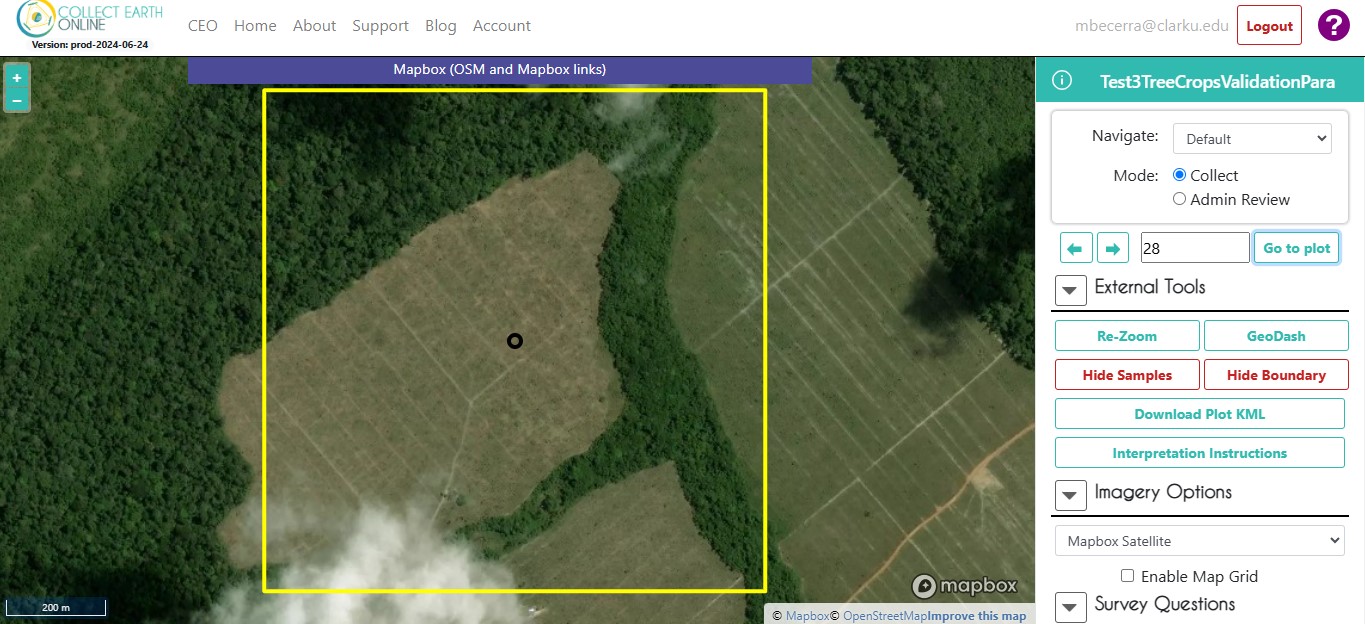 COLLECT EARTH
ONLINE
Version: prod-2024-06-24
CEO Home About Support Blog Account
mbecerra@clarku.edu
Logout
?
+
−
Mapbox (OSM and Mapbox links)
Test3TreeCropsValidationPara
Navigate: Default
Mode: Collect
Admin Review
28 Go to plot
External Tools
Re-Zoom GeoDash
Hide Samples Hide Boundary
Download Plot KML
Interpretation Instructions
Imagery Options
Mapbox Satellite
Enable Map Grid
Survey Questions
200 m
mapbox
© Mapbox© OpenStreetMapImprove this map